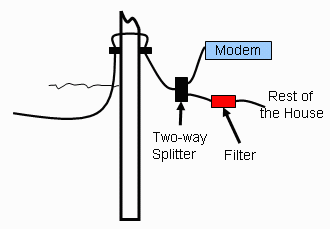 Modem
Rest of
the House
Two-way
Splitter
Filter